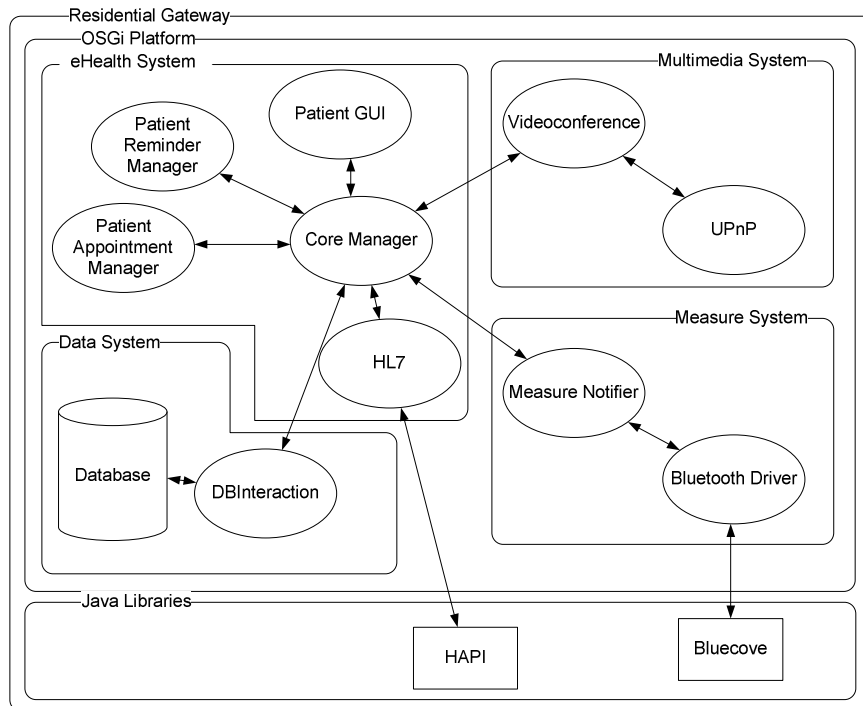 Residential Gateway
OSGi Platform
eHealth System
Multimedia System
Patient GUI
Videoconference
Patient
Reminder
Manager
UPnP
Patient
Appointment
Manager
Core Manager
Measure System
Data System
HL7
Measure Notifier
Database
DBInteraction
Bluetooth Driver
Java Libraries
HAPI
Bluecove